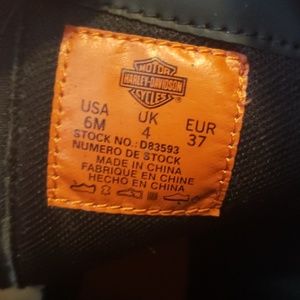 MOTOR
HARLEY-DAVIDSON
CYCLES
USA UK EUR
6M 4 37
STOCK NO.: D83593
NUMERO DE STOCK
MADE IN CHINA
FABRIQUE EN CHINE
HECHO EN CHINA